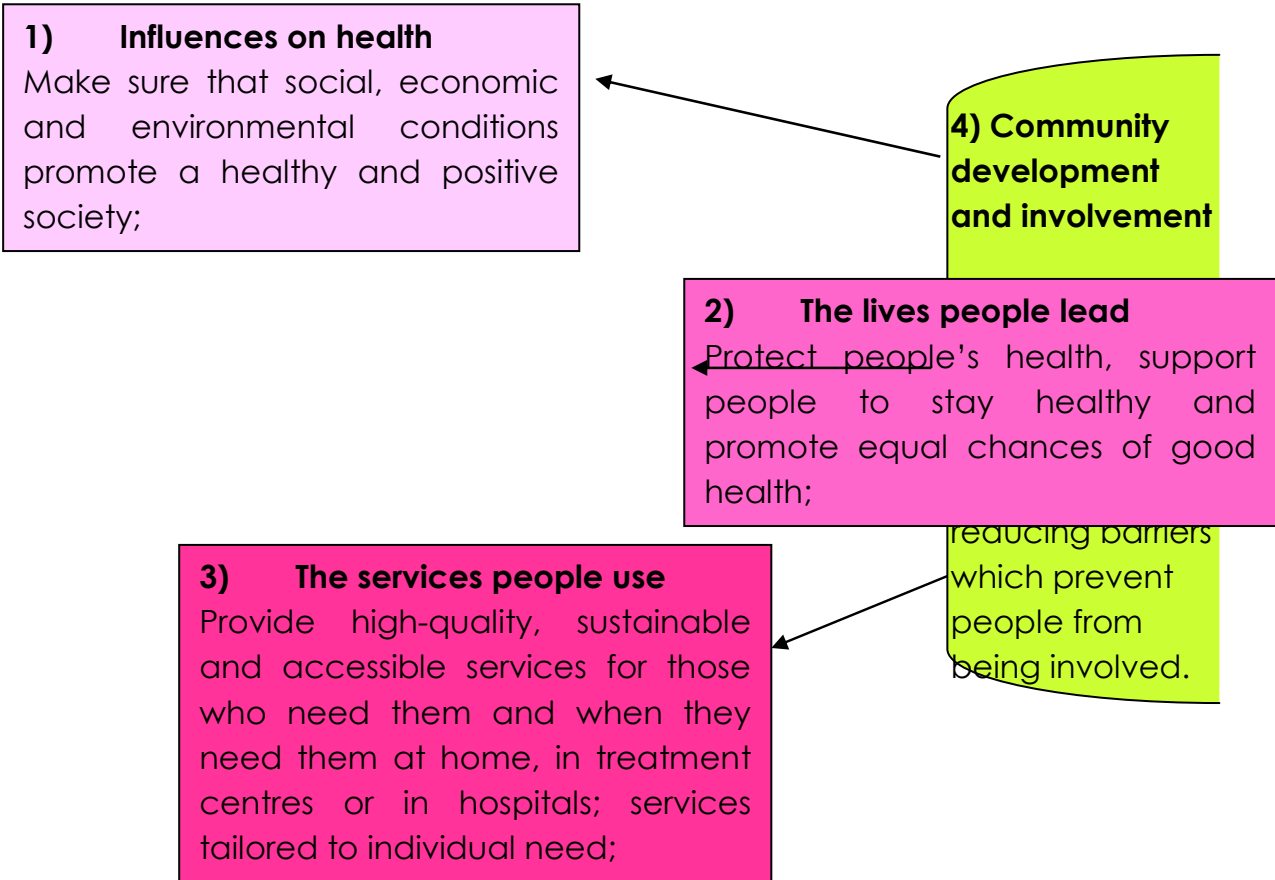 1) Influences on health
Make sure that social, economic
and environmental conditions
promote a healthy and positive
society;
4) Community
development
and involvement
2) The lives people lead
Protect people’s health, support
people to stay healthy and
promote equal chances of good
health;
reducing barriers
which prevent
people from
being involved.
3) The services people use
Provide high-quality, sustainable
and accessible services for those
who need them and when they
need them at home, in treatment
centres or in hospitals; services
tailored to individual need;